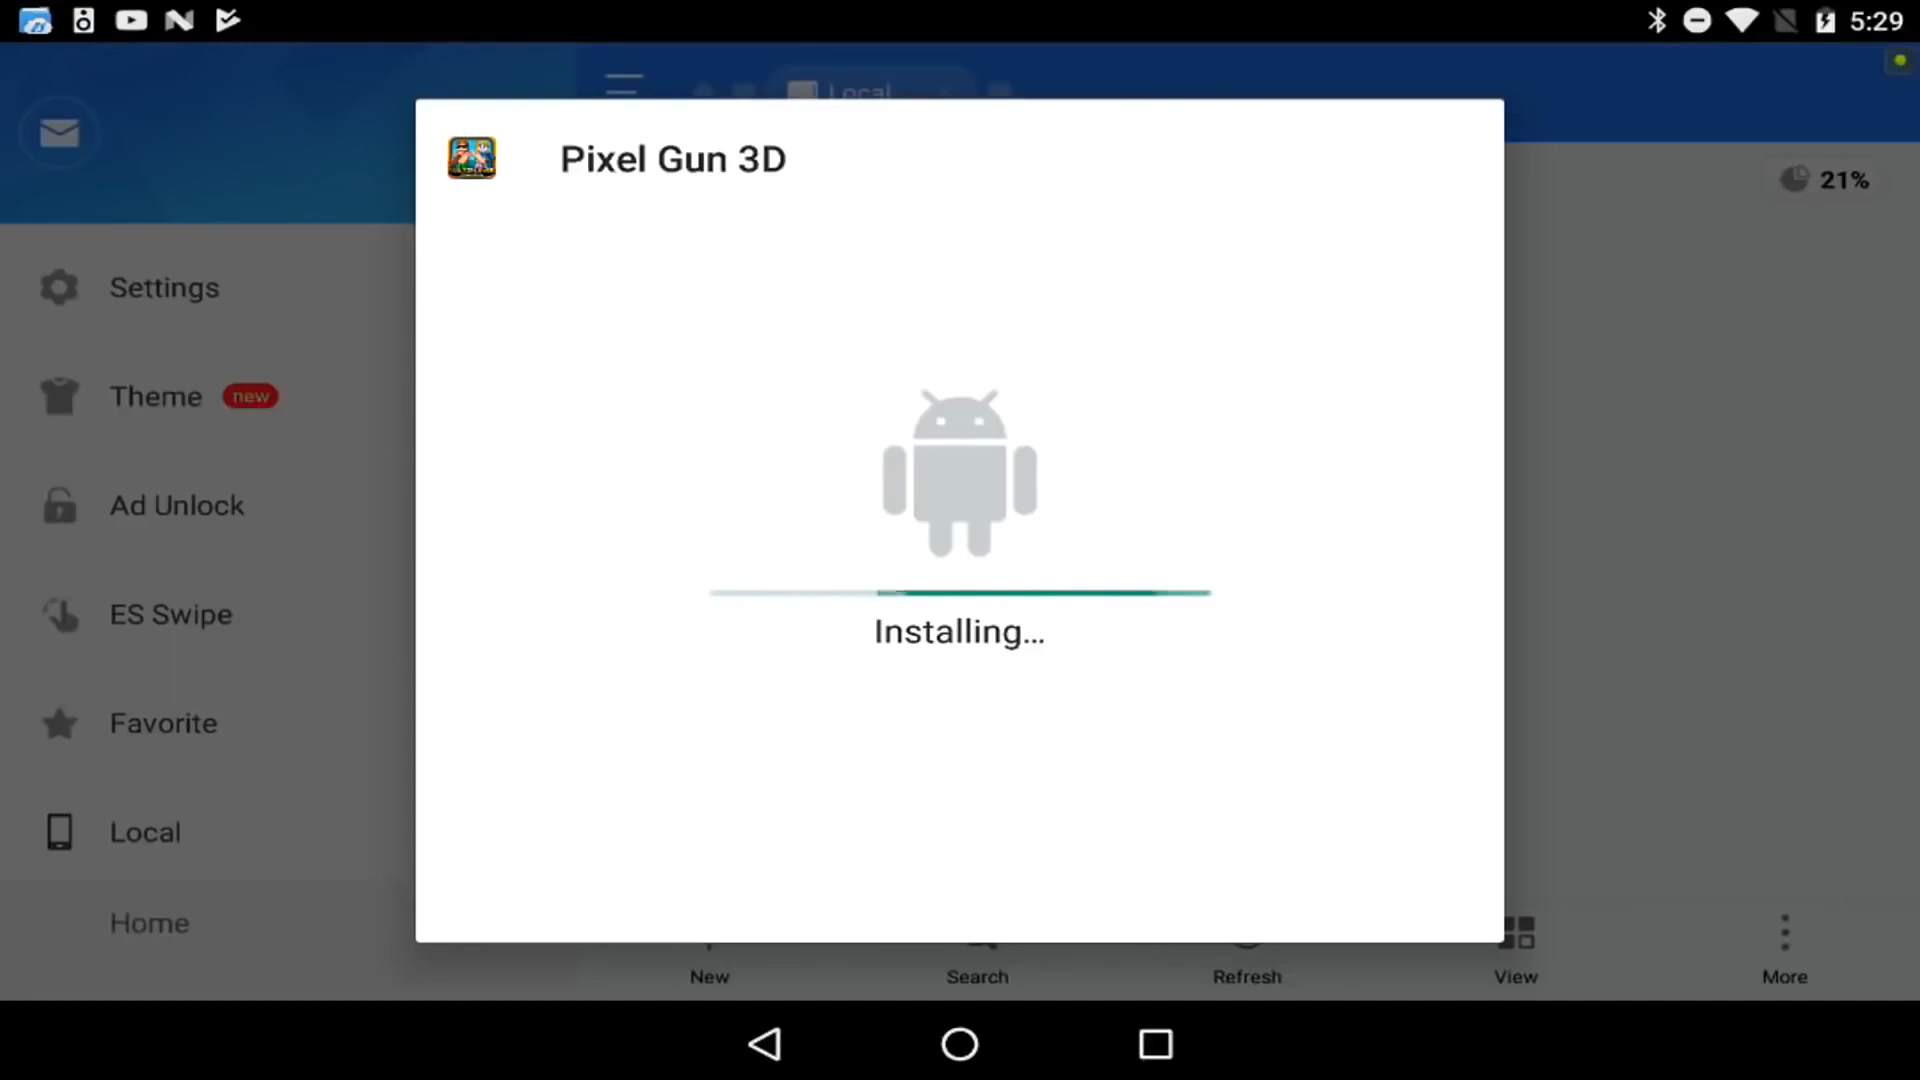 5:29
Local
Pixel Gun 3D
21%
Settings
Theme new
Ad Unlock
ES Swipe
Favorite
Local
Home
Installing...
New
Search
Refresh
View
More